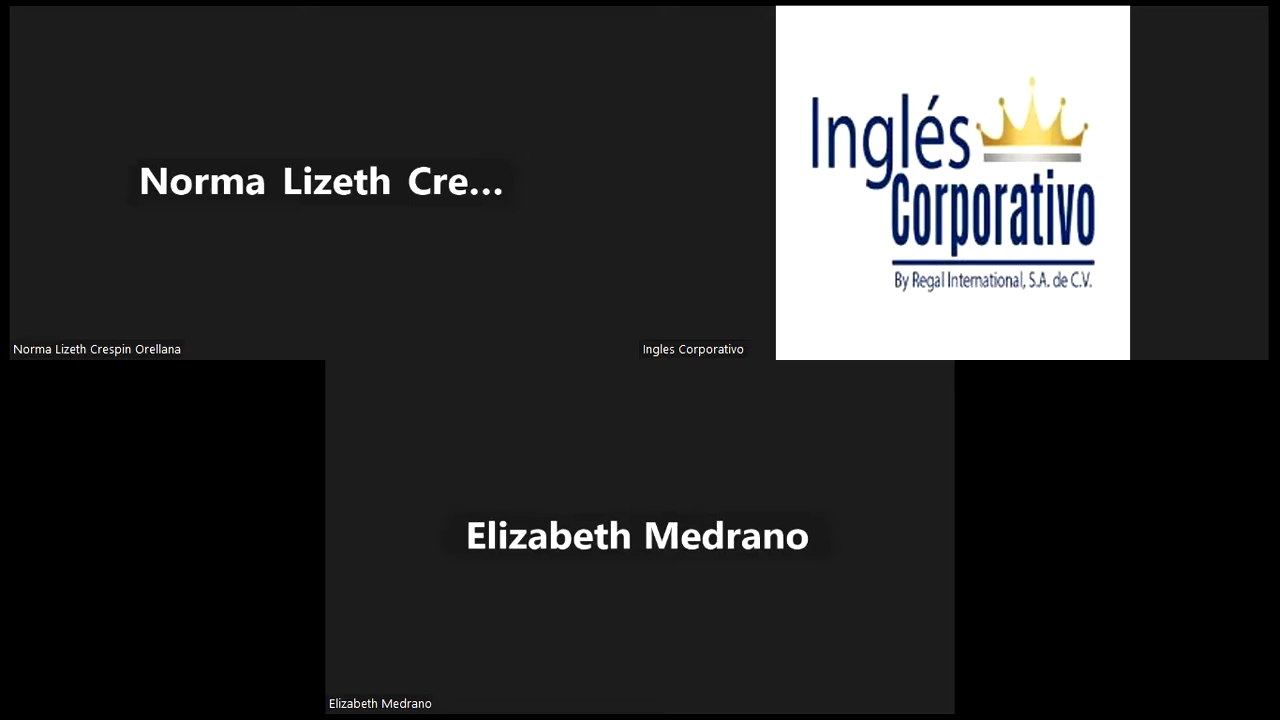 Norma Lizeth Cre...
Norma Lizeth Crespin Orellana
Inglés
Corporativo
By Regal International, S.A. de C.V.
Ingles Corporativo
Elizabeth Medrano
Elizabeth Medrano